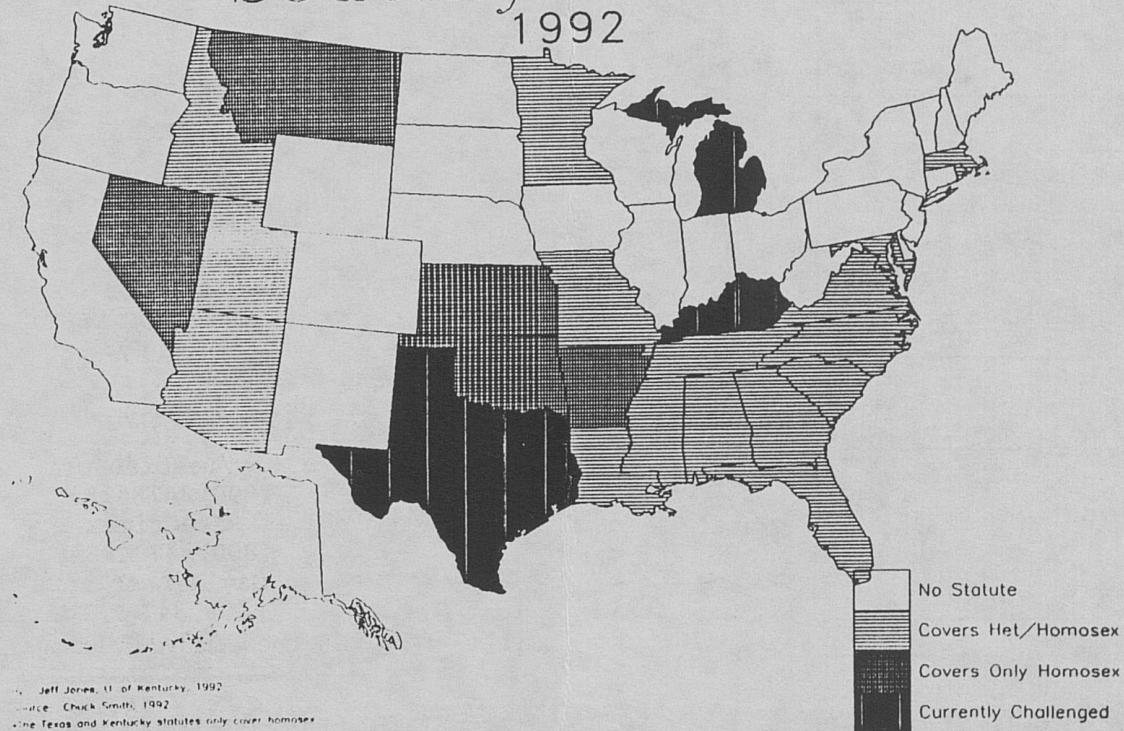 1992
No Statute
Covers Het/Homosex
Covers Only Homosex
Currently Challenged
Jeff Jones, U of Kentucky, 1992
Chuck Smith, 1992
The Texas and Kentucky statutes only cover homosex